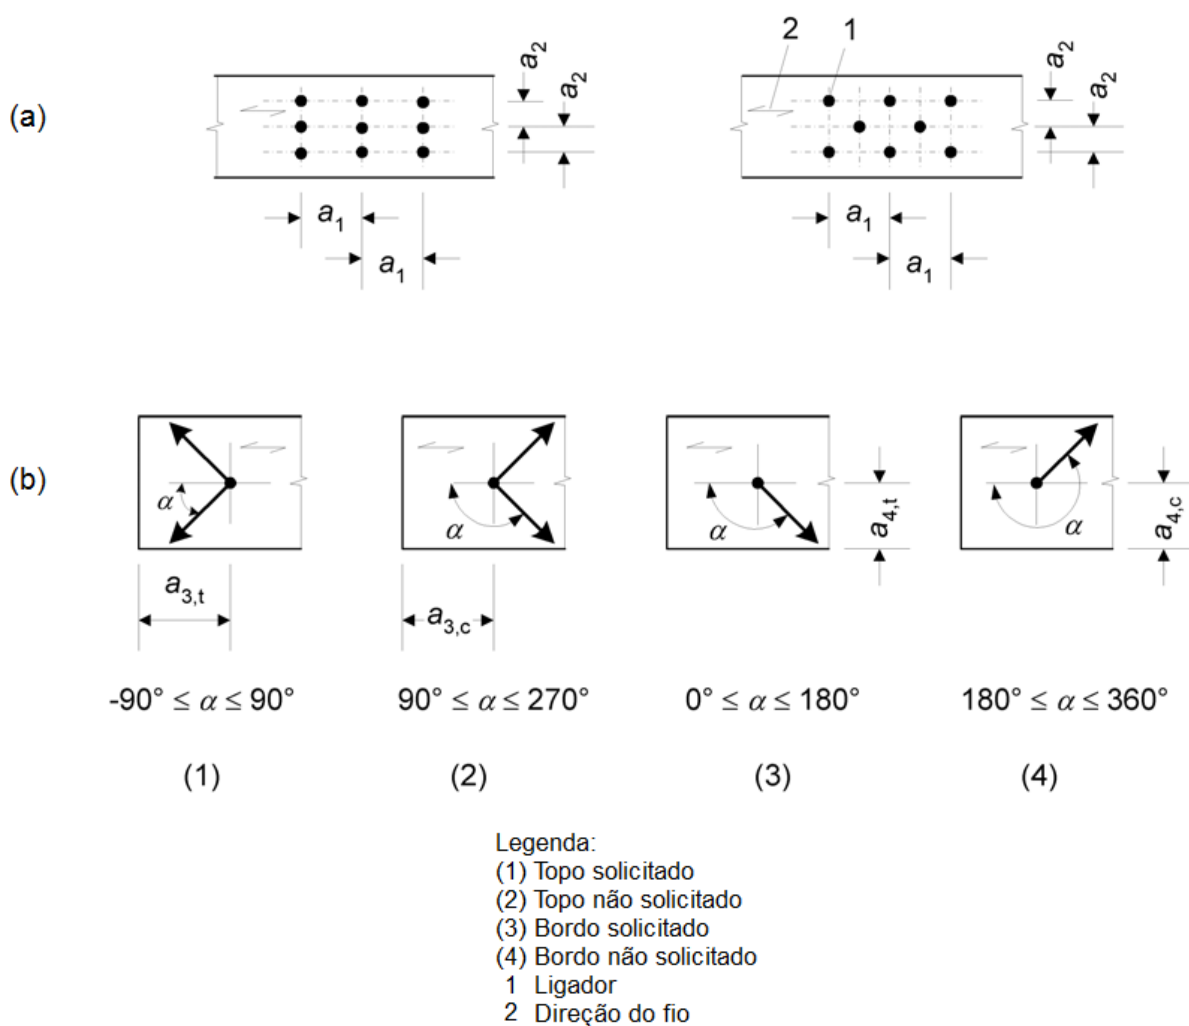 (a)
a2
a2
a1
a1
2
1
a2
a2
a1
a1
(b)
α
a3,t
-90° ≤ α ≤ 90°
(1)
α
a3,c
90° ≤ α ≤ 270°
(2)
α
a4,t
0° ≤ α ≤ 180°
(3)
α
a4,c
180° ≤ α ≤ 360°
(4)
Legenda:
(1) Topo solicitado
(2) Topo não solicitado
(3) Bordo solicitado
(4) Bordo não solicitado
1 Ligador
2 Direção do fio